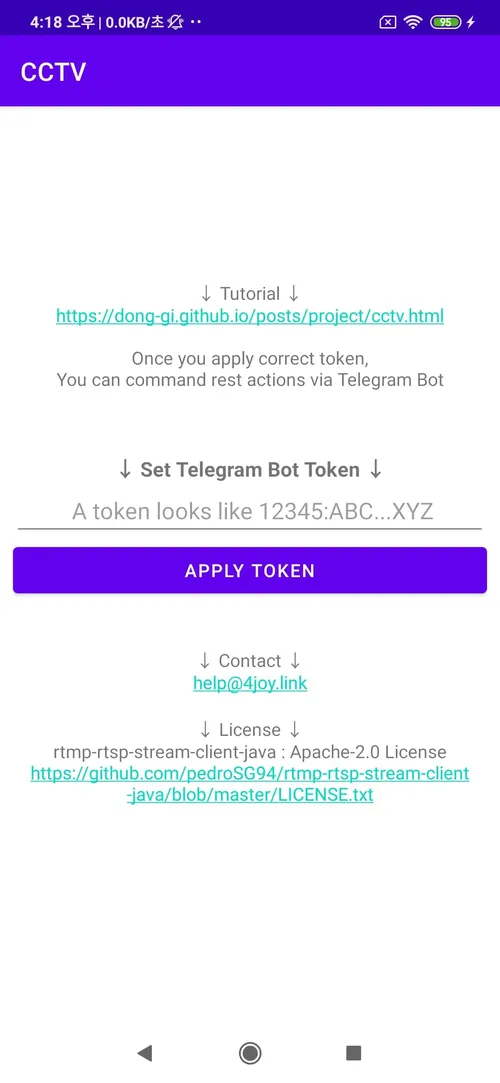 4:18 오후 | 0.0KB/초
95
CCTV
↓ Tutorial ↓
https://dong-gi.github.io/posts/project/cctv.html
Once you apply correct token,
You can command rest actions via Telegram Bot
↓ Set Telegram Bot Token ↓
A token looks like 12345:ABC...XYZ
APPLY TOKEN
↓ Contact ↓
help@4joy.link
↓ License ↓
rtmp-rtsp-stream-client-java : Apache-2.0 License
https://github.com/pedroSG94/rtmp-rtsp-stream-client
-java/blob/master/LICENSE.txt